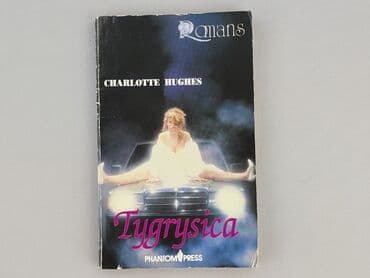 Romans
CHARLOTTE HUGHES
Tygrysica
PHANTOM PRESS